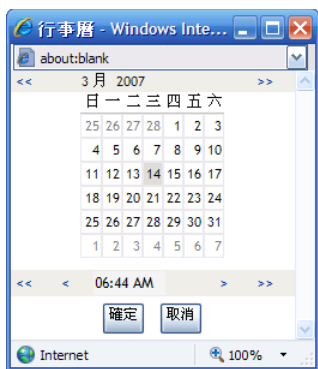 行事曆 - Windows Inte...
about:blank
<< 3 月 2007 >>
日 一 二 三 四 五 六
25 26 27 28 1 2 3
4 5 6 7 8 9 10
11 12 13 14 15 16 17
18 19 20 21 22 23 24
25 26 27 28 29 30 31
1 2 3 4 5 6 7
<< < 06:44 AM > >>
確定 取消
Internet 100%